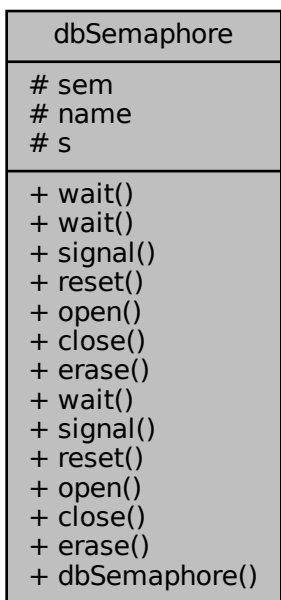 dbSemaphore
# sem
# name
# s
+ wait()
+ wait()
+ signal()
+ reset()
+ open()
+ close()
+ erase()
+ wait()
+ signal()
+ reset()
+ open()
+ close()
+ erase()
+ dbSemaphore()